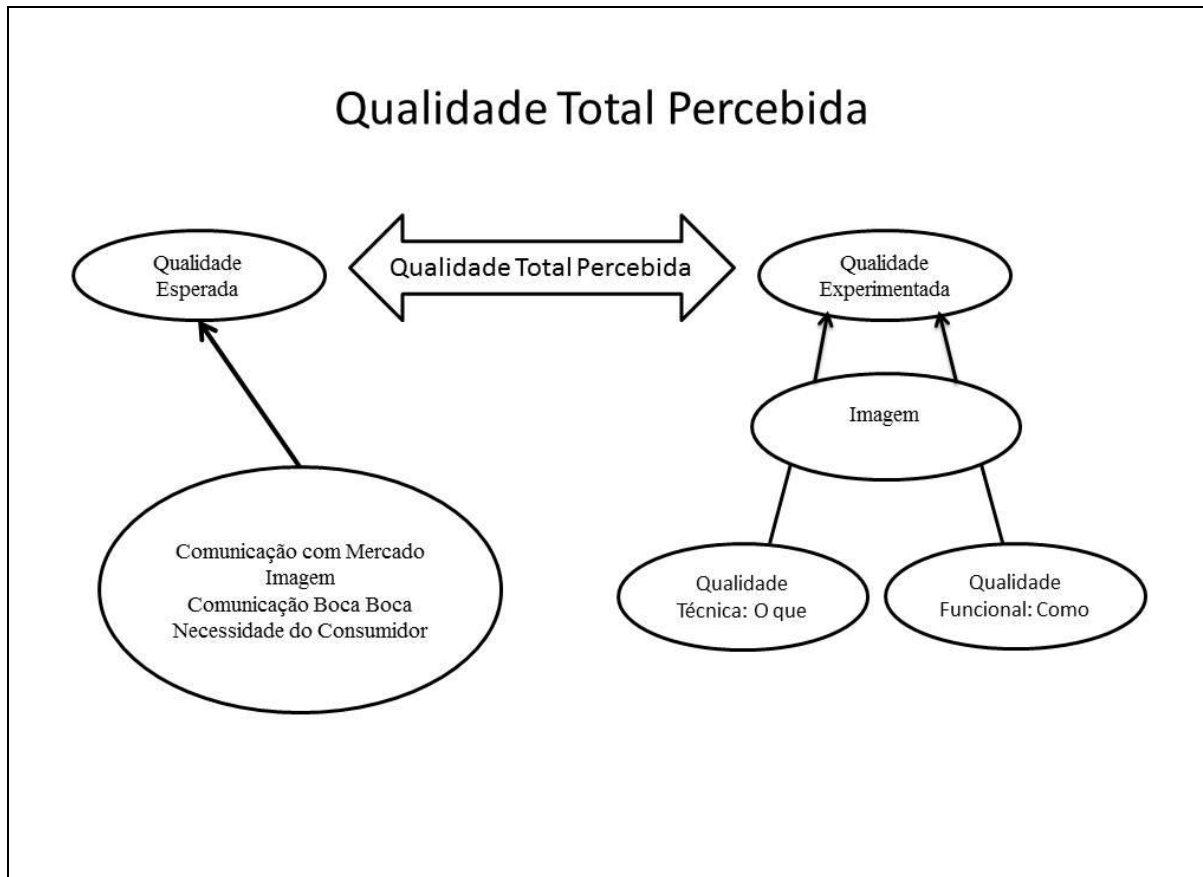 Qualidade Total Percebida
Qualidade
Esperada
Qualidade Total Percebida
Qualidade
Experimentada
Imagem
Comunicação com Mercado
Imagem
Comunicação Boca Boca
Necessidade do Consumidor
Qualidade
Técnica: O que
Qualidade
Funcional: Como